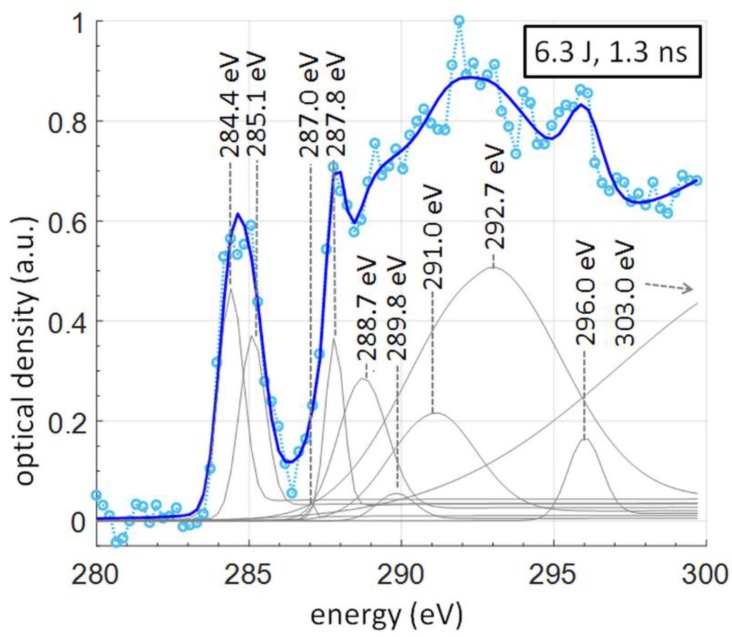 1
6.3 J, 1.3 ns
284.4 eV
285.1 eV
287.0 eV
287.8 eV
0.8
0.6
292.7 eV
291.0 eV
288.7 eV
289.8 eV
296.0 eV
303.0 eV
0.4
0.2
0
optical density (a.u.)
280
285
290
295
300
energy (eV)